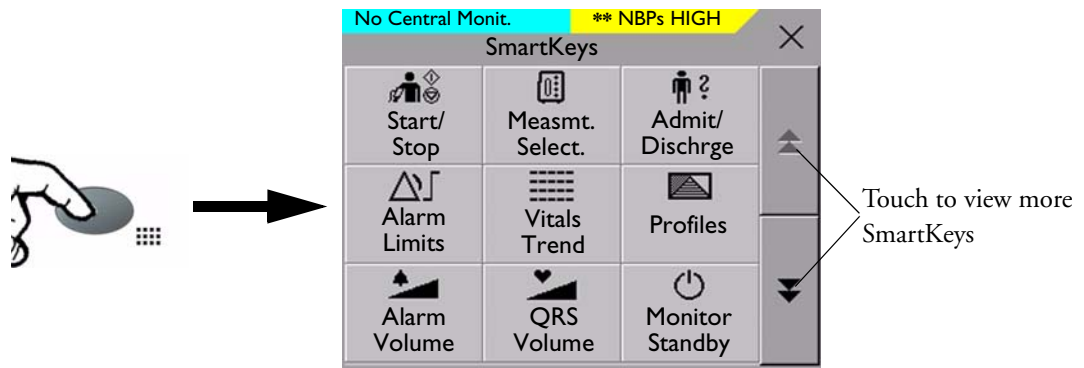 No Central Monit.
** NBPs HIGH
SmartKeys
Start/
Stop
Measmt.
Select.
Admit/
Dischrge
Alarm
Limits
Vitals
Trend
Profiles
Alarm
Volume
QRS
Volume
Monitor
Standby
Touch to view more
SmartKeys